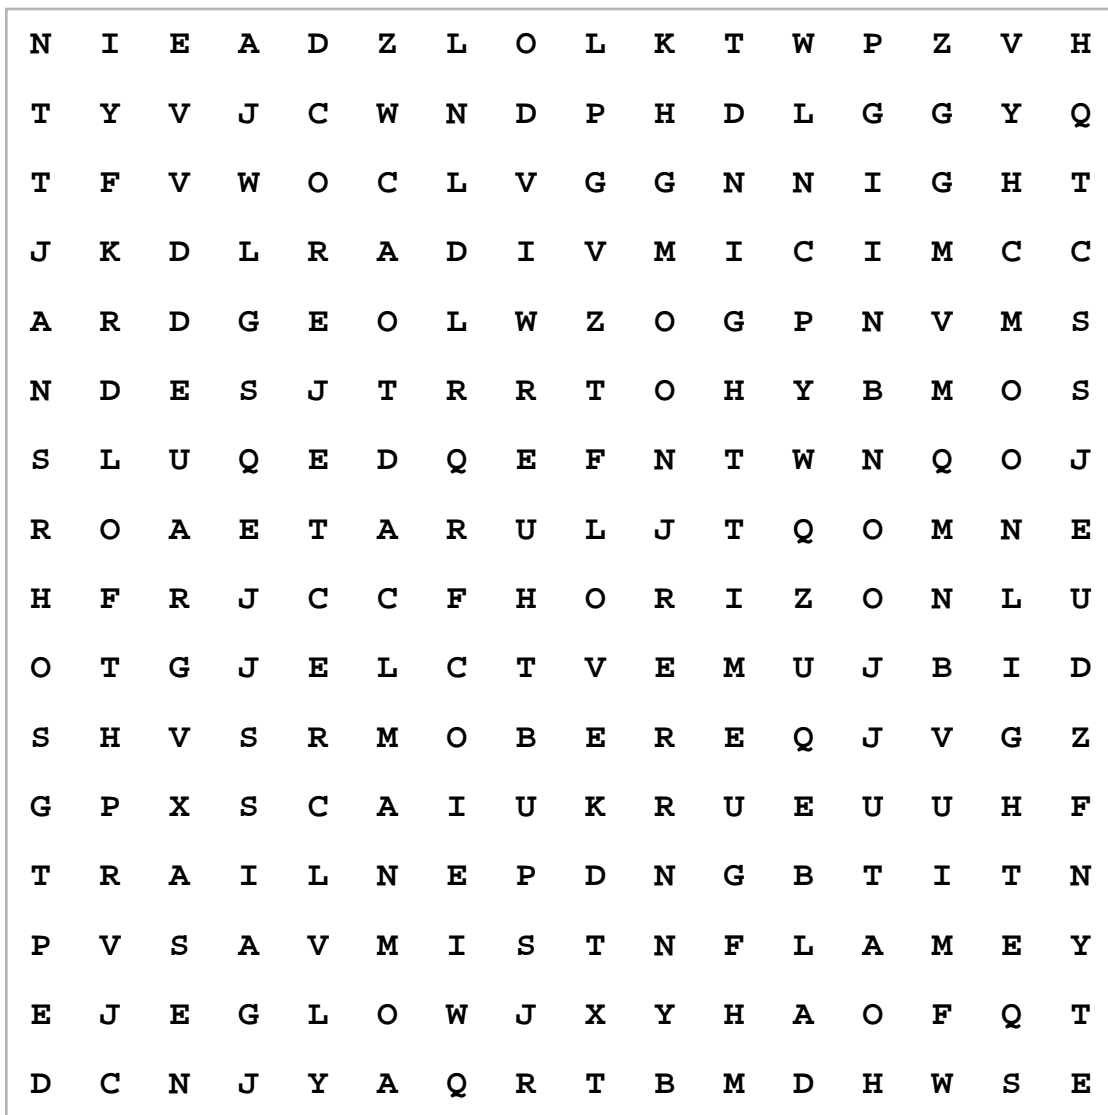 N I E A D Z L O L K T W P Z V H
T Y V J C W N D P H D L G G Y Q
T F V W O C L V G G N N I G H T
J K D L R A D I V M I C I M C C
A R D G E O L W Z O G P N V M S
N D E S J T R R T O H Y B M O S
S L U Q E D Q E F N T W N Q O J
R O A E T A R U L J T Q O M N E
H F R J C C F H O R I Z O N L U
O T G J E L C T V E M U J B I D
S H V S R M O B E R E Q J V G Z
G P X S C A I U K R U E U U H F
T R A I L N E P D N G B T I T N
P V S A V M I S T N F L A M E Y
E J E G L O W J X Y H A O F Q T
D C N J Y A Q R T B M D H W S E